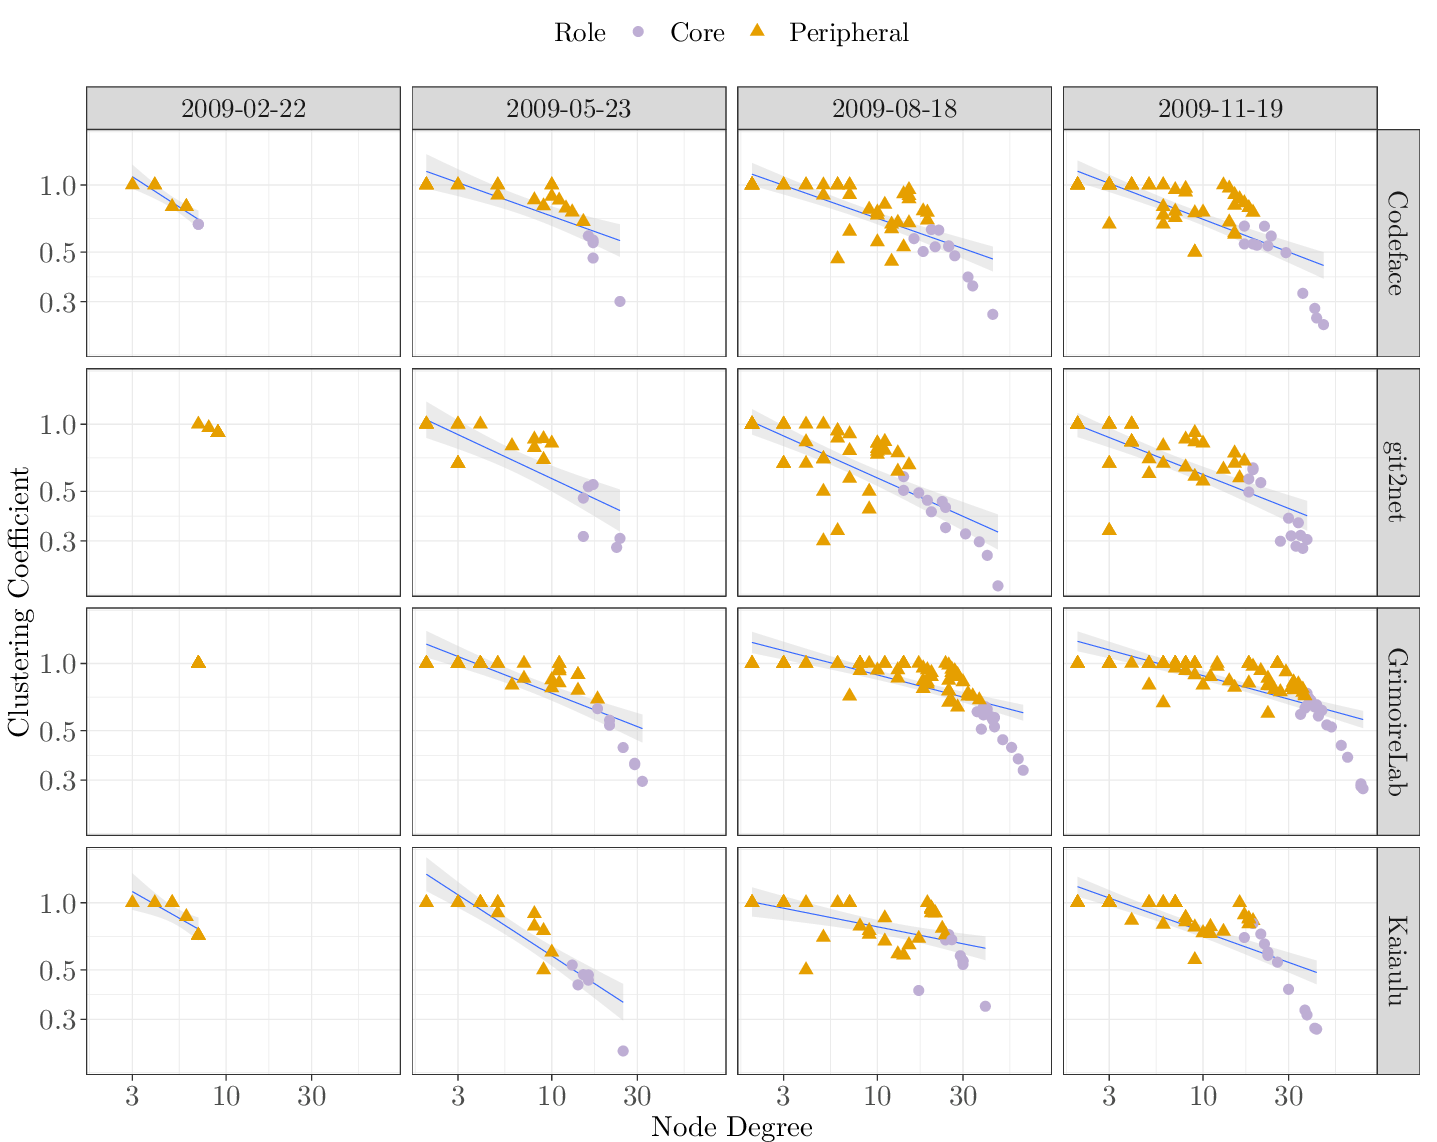 Role Core Peripheral
2009-02-22 2009-05-23 2009-08-18 2009-11-19
1.0
0.5
0.3
Codeface
1.0
0.5
0.3
git2net
1.0
0.5
0.3
GrimoireLab
1.0
0.5
0.3
Kaiaulu
Clustering Coefficient
3 10 30 3 10 30 3 10 30 3 10 30
Node Degree